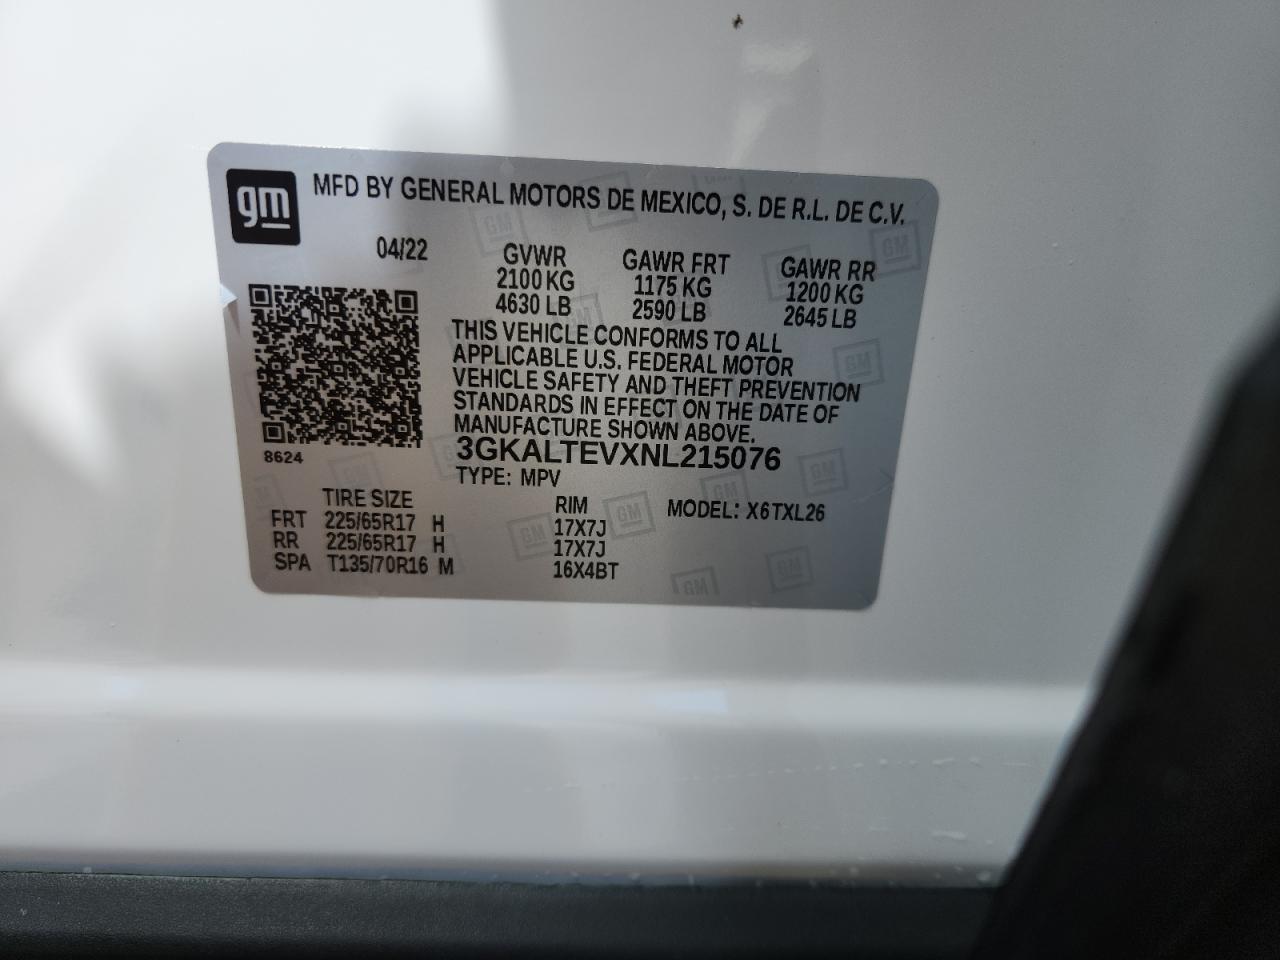 gm MFD BY GENERAL MOTORS DE MEXICO, S. DE R.L. DE C.V.
04/22 GVWR GAWR FRT GAWR RR
2100 KG 1175 KG 1200 KG
4630 LB 2590 LB 2645 LB
THIS VEHICLE CONFORMS TO ALL
APPLICABLE U.S. FEDERAL MOTOR
VEHICLE SAFETY AND THEFT PREVENTION
STANDARDS IN EFFECT ON THE DATE OF
MANUFACTURE SHOWN ABOVE.
8624 3GKALTEVXNL215076
TYPE: MPV
TIRE SIZE RIM MODEL: X6TXL26
FRT 225/65R17 H 17X7J
RR 225/65R17 H 17X7J
SPA T135/70R16 M 16X4BT